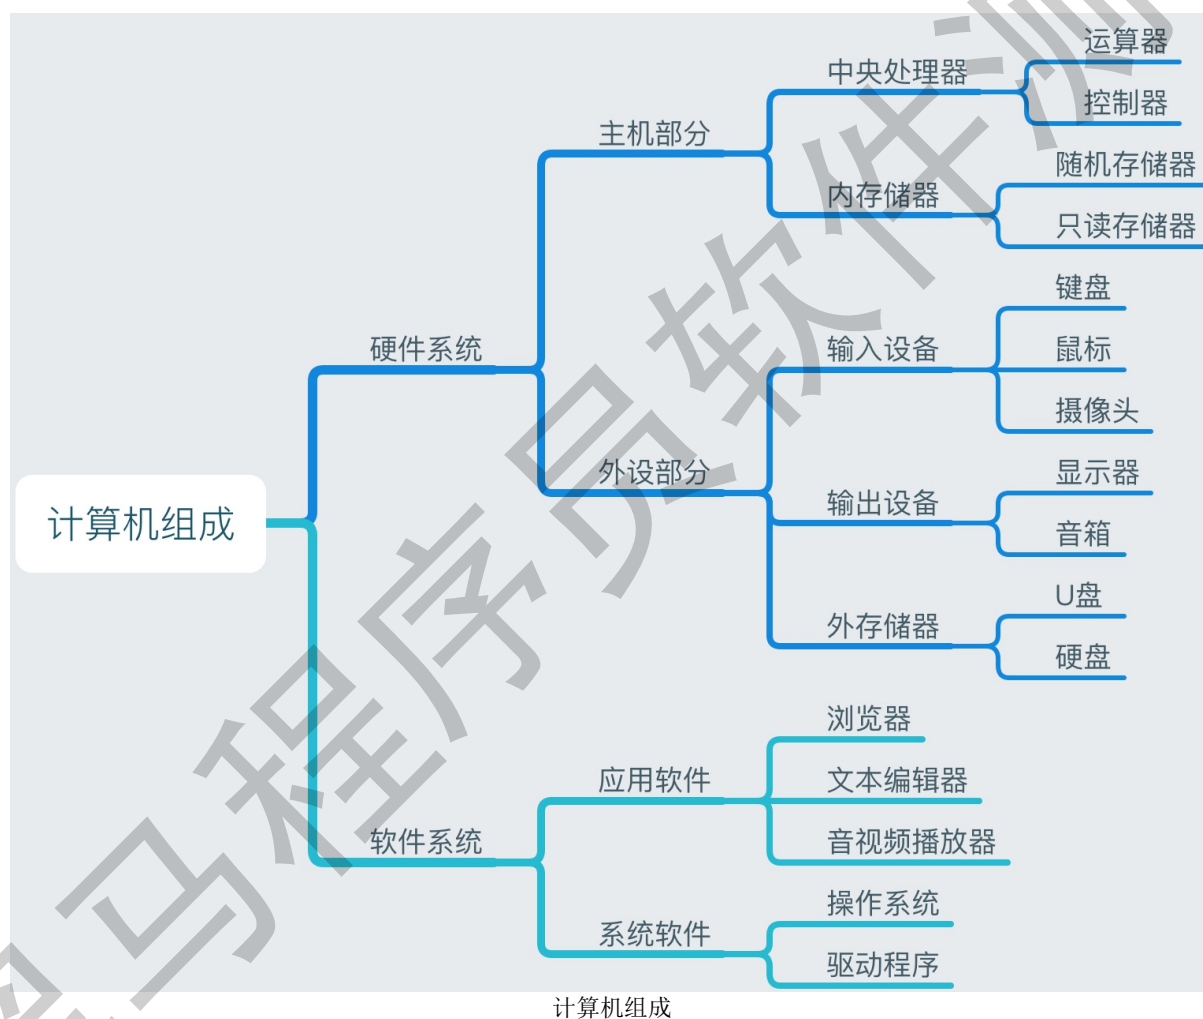 运算器
中央处理器
控制器
主机部分
随机存储器
内存储器
只读存储器
键盘
硬件系统
输入设备
鼠标
摄像头
外设部分
显示器
输出设备
音箱
计算机组成
U盘
外存储器
硬盘
浏览器
应用软件
文本编辑器
软件系统
音视频播放器
操作系统
系统软件
驱动程序
计算机组成
马程序员软件测